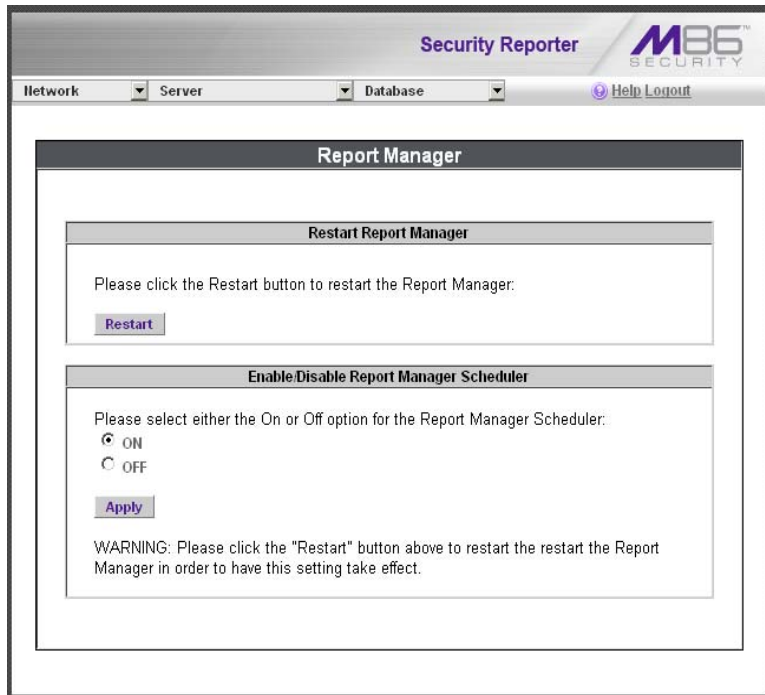 Security Reporter
M86™
SECURITY
Network Server Database Help Logout
Report Manager
Restart Report Manager
Please click the Restart button to restart the Report Manager:
Restart
Enable/Disable Report Manager Scheduler
Please select either the On or Off option for the Report Manager Scheduler:
ON
OFF
Apply
WARNING: Please click the "Restart" button above to restart the restart the Report
Manager in order to have this setting take effect.